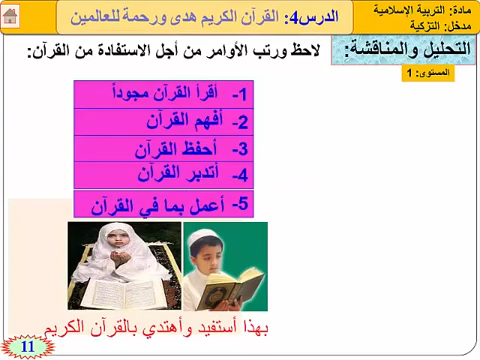 مادة: التربية الإسلامية
مدخل: التزكية
الدرس4: القرآن الكريم هدى ورحمة للعالمين
التحليل والمناقشة:
لاحظ ورتب الأوامر من أجل الاستفادة من القرآن:
المستوى: 1
1- أقرأ القرآن مجوداً
2- أفهم القرآن
3- أحفظ القرآن
4- أتدبر القرآن
5- أعمل بما في القرآن
بهذا أستفيد وأهتدي بالقرآن الكريم
11